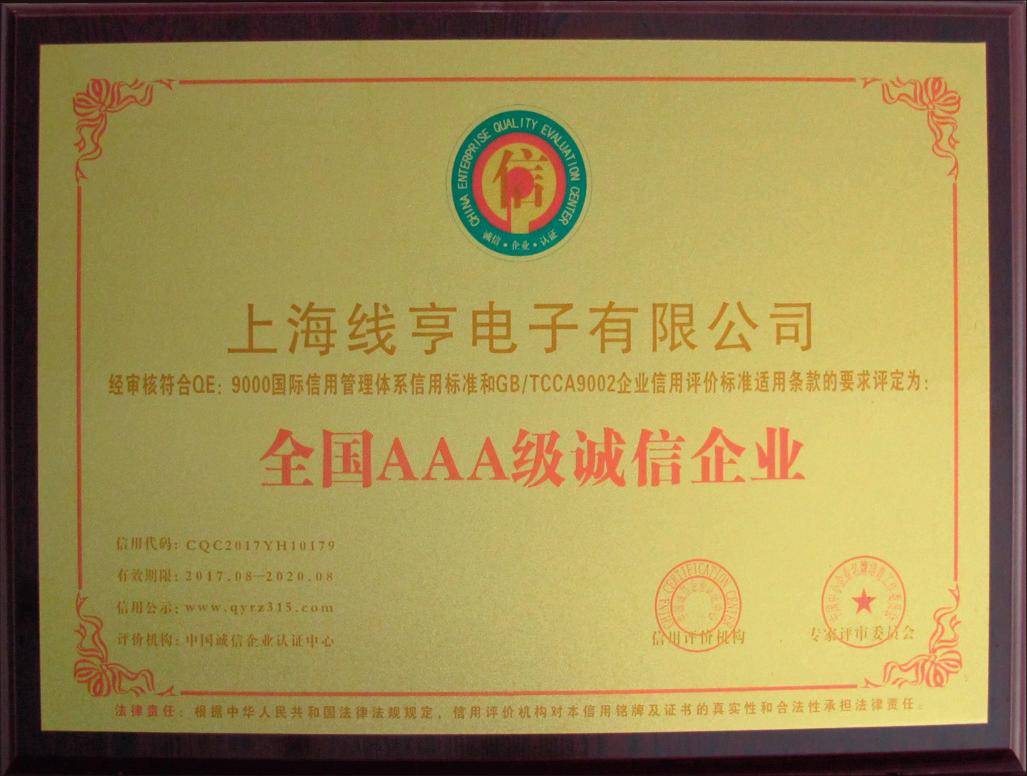 CHINA ENTERPRISE QUALITY EVALUATION CENTER
信
诚信·企业·认证
上海线亨电子有限公司
经审核符合QE：9000国际信用管理体系信用标准和GB/TCCA9002企业信用评价标准适用条款的要求评定为：
全国AAA级诚信企业
信用代码：CQC2017YH10179
有效期限：2017.08—2020.08
信用公示：www.qyrz315.com
评价机构：中国诚信企业认证中心
CHINA CERTIFICATION CENTER
信用评价机构
专家评审委员会
法律责任：根据中华人民共和国法律法规规定，信用评价机构对本信用铭牌及证书的真实性和合法性承担法律责任。